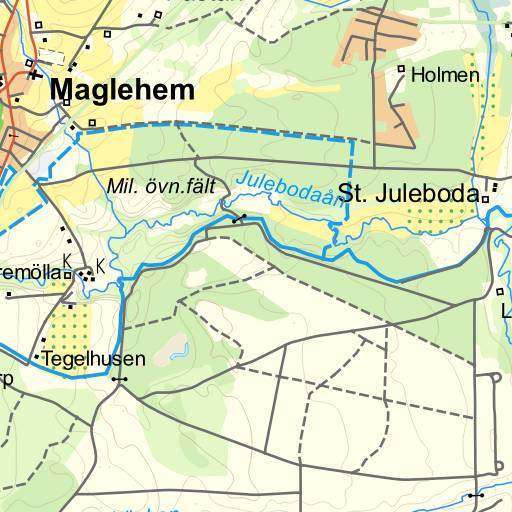 Holmen
Maglehem
Mil. övn.fält
Julebodaån
St. Juleboda
K
K
Tegelhusen